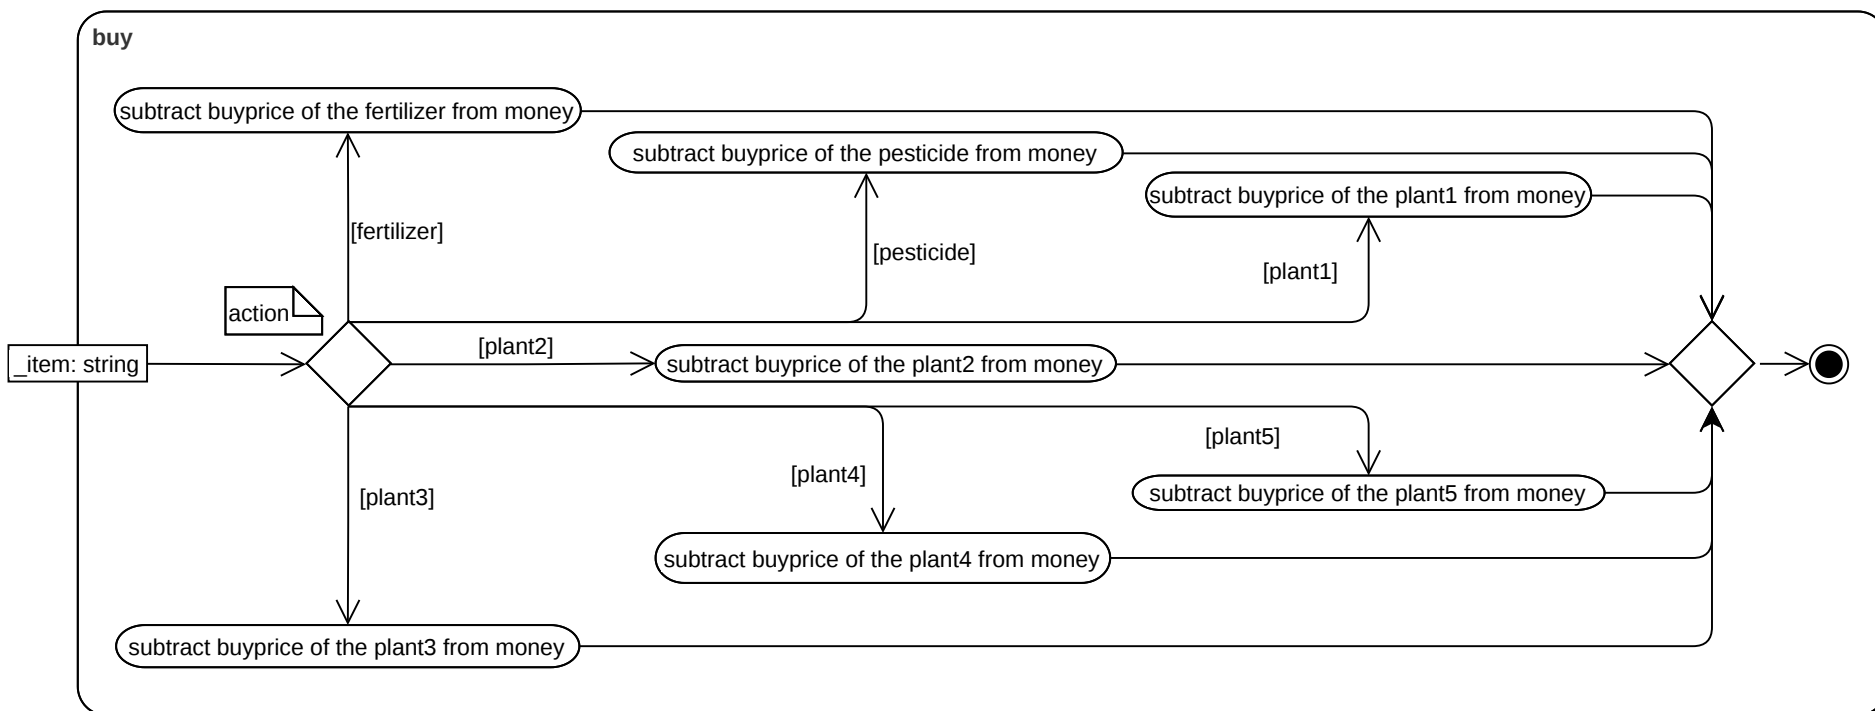 buy
subtract buyprice of the fertilizer from money
subtract buyprice of the pesticide from money
subtract buyprice of the plant1 from money
[fertilizer]
[pesticide]
[plant1]
action
[plant2]
_item: string
subtract buyprice of the plant2 from money
[plant5]
[plant4]
[plant3]
subtract buyprice of the plant5 from money
subtract buyprice of the plant4 from money
subtract buyprice of the plant3 from money